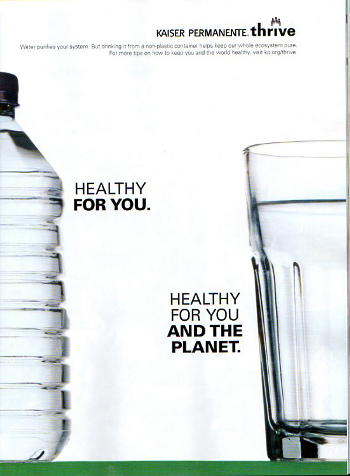 KAISER PERMANENTE. thrive
Water purifies your system. But drinking it from a non-plastic container helps keep our whole ecosystem pure.
For more tips on how to keep you and the world healthy, visit kp.org/thrive
HEALTHY
FOR YOU.
HEALTHY
FOR YOU
AND THE
PLANET.